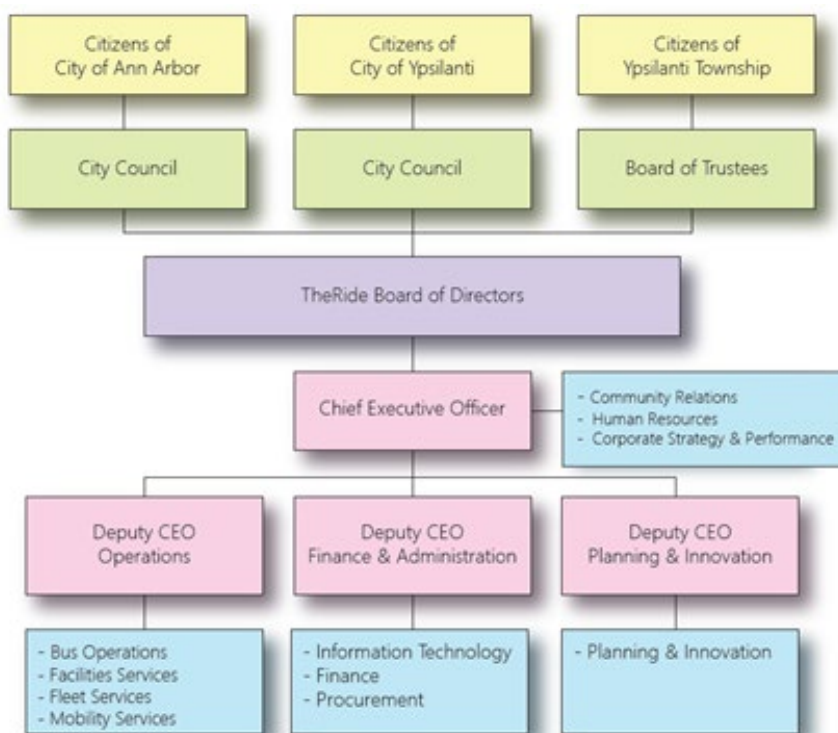 Citizens of
City of Ann Arbor
Citizens of
City of Ypsilanti
Citizens of
Ypsilanti Township
City Council
City Council
Board of Trustees
TheRide Board of Directors
Chief Executive Officer
- Community Relations
- Human Resources
- Corporate Strategy & Performance
Deputy CEO
Operations
Deputy CEO
Finance & Administration
Deputy CEO
Planning & Innovation
- Bus Operations
- Facilities Services
- Fleet Services
- Mobility Services
- Information Technology
- Finance
- Procurement
- Planning & Innovation